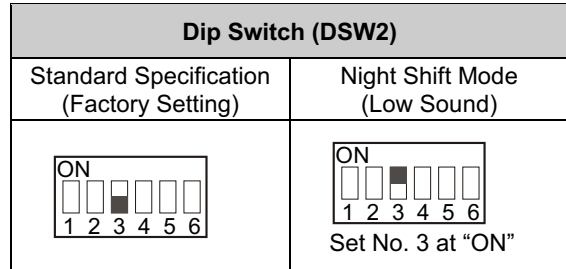 Dip Switch (DSW2)
Standard Specification
(Factory Setting)
Night Shift Mode
(Low Sound)
ON
1 2 3 4 5 6
ON
1 2 3 4 5 6
Set No. 3 at “ON”